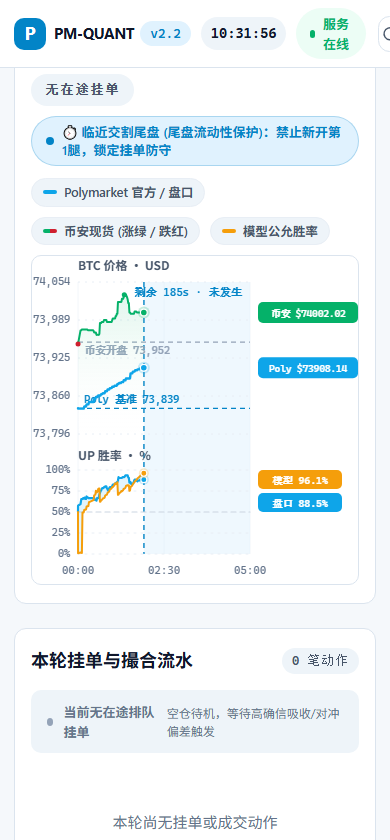 P PM-QUANT v2.2 10:31:56 服务
在线
无在途挂单
临近交割尾盘 (尾盘流动性保护)：禁止新开第
1腿，锁定挂单防守
Polymarket 官方 / 盘口
币安现货 (涨绿 / 跌红) 模型公允胜率
BTC 价格 · USD
74,054
剩余 185s · 未发生
73,989
币安 $74002.02
币安开盘 73,952
73,925
Poly $73908.14
73,860
Poly 基准 73,839
73,796
UP 胜率 · %
100%
模型 96.1%
75%
盘口 88.5%
50%
25%
0%
00:00 02:30 05:00
本轮挂单与撮合流水 0 笔动作
当前无在途排队
挂单
空仓待机，等待高确信吸收/对冲
偏差触发
本轮尚无挂单或成交动作